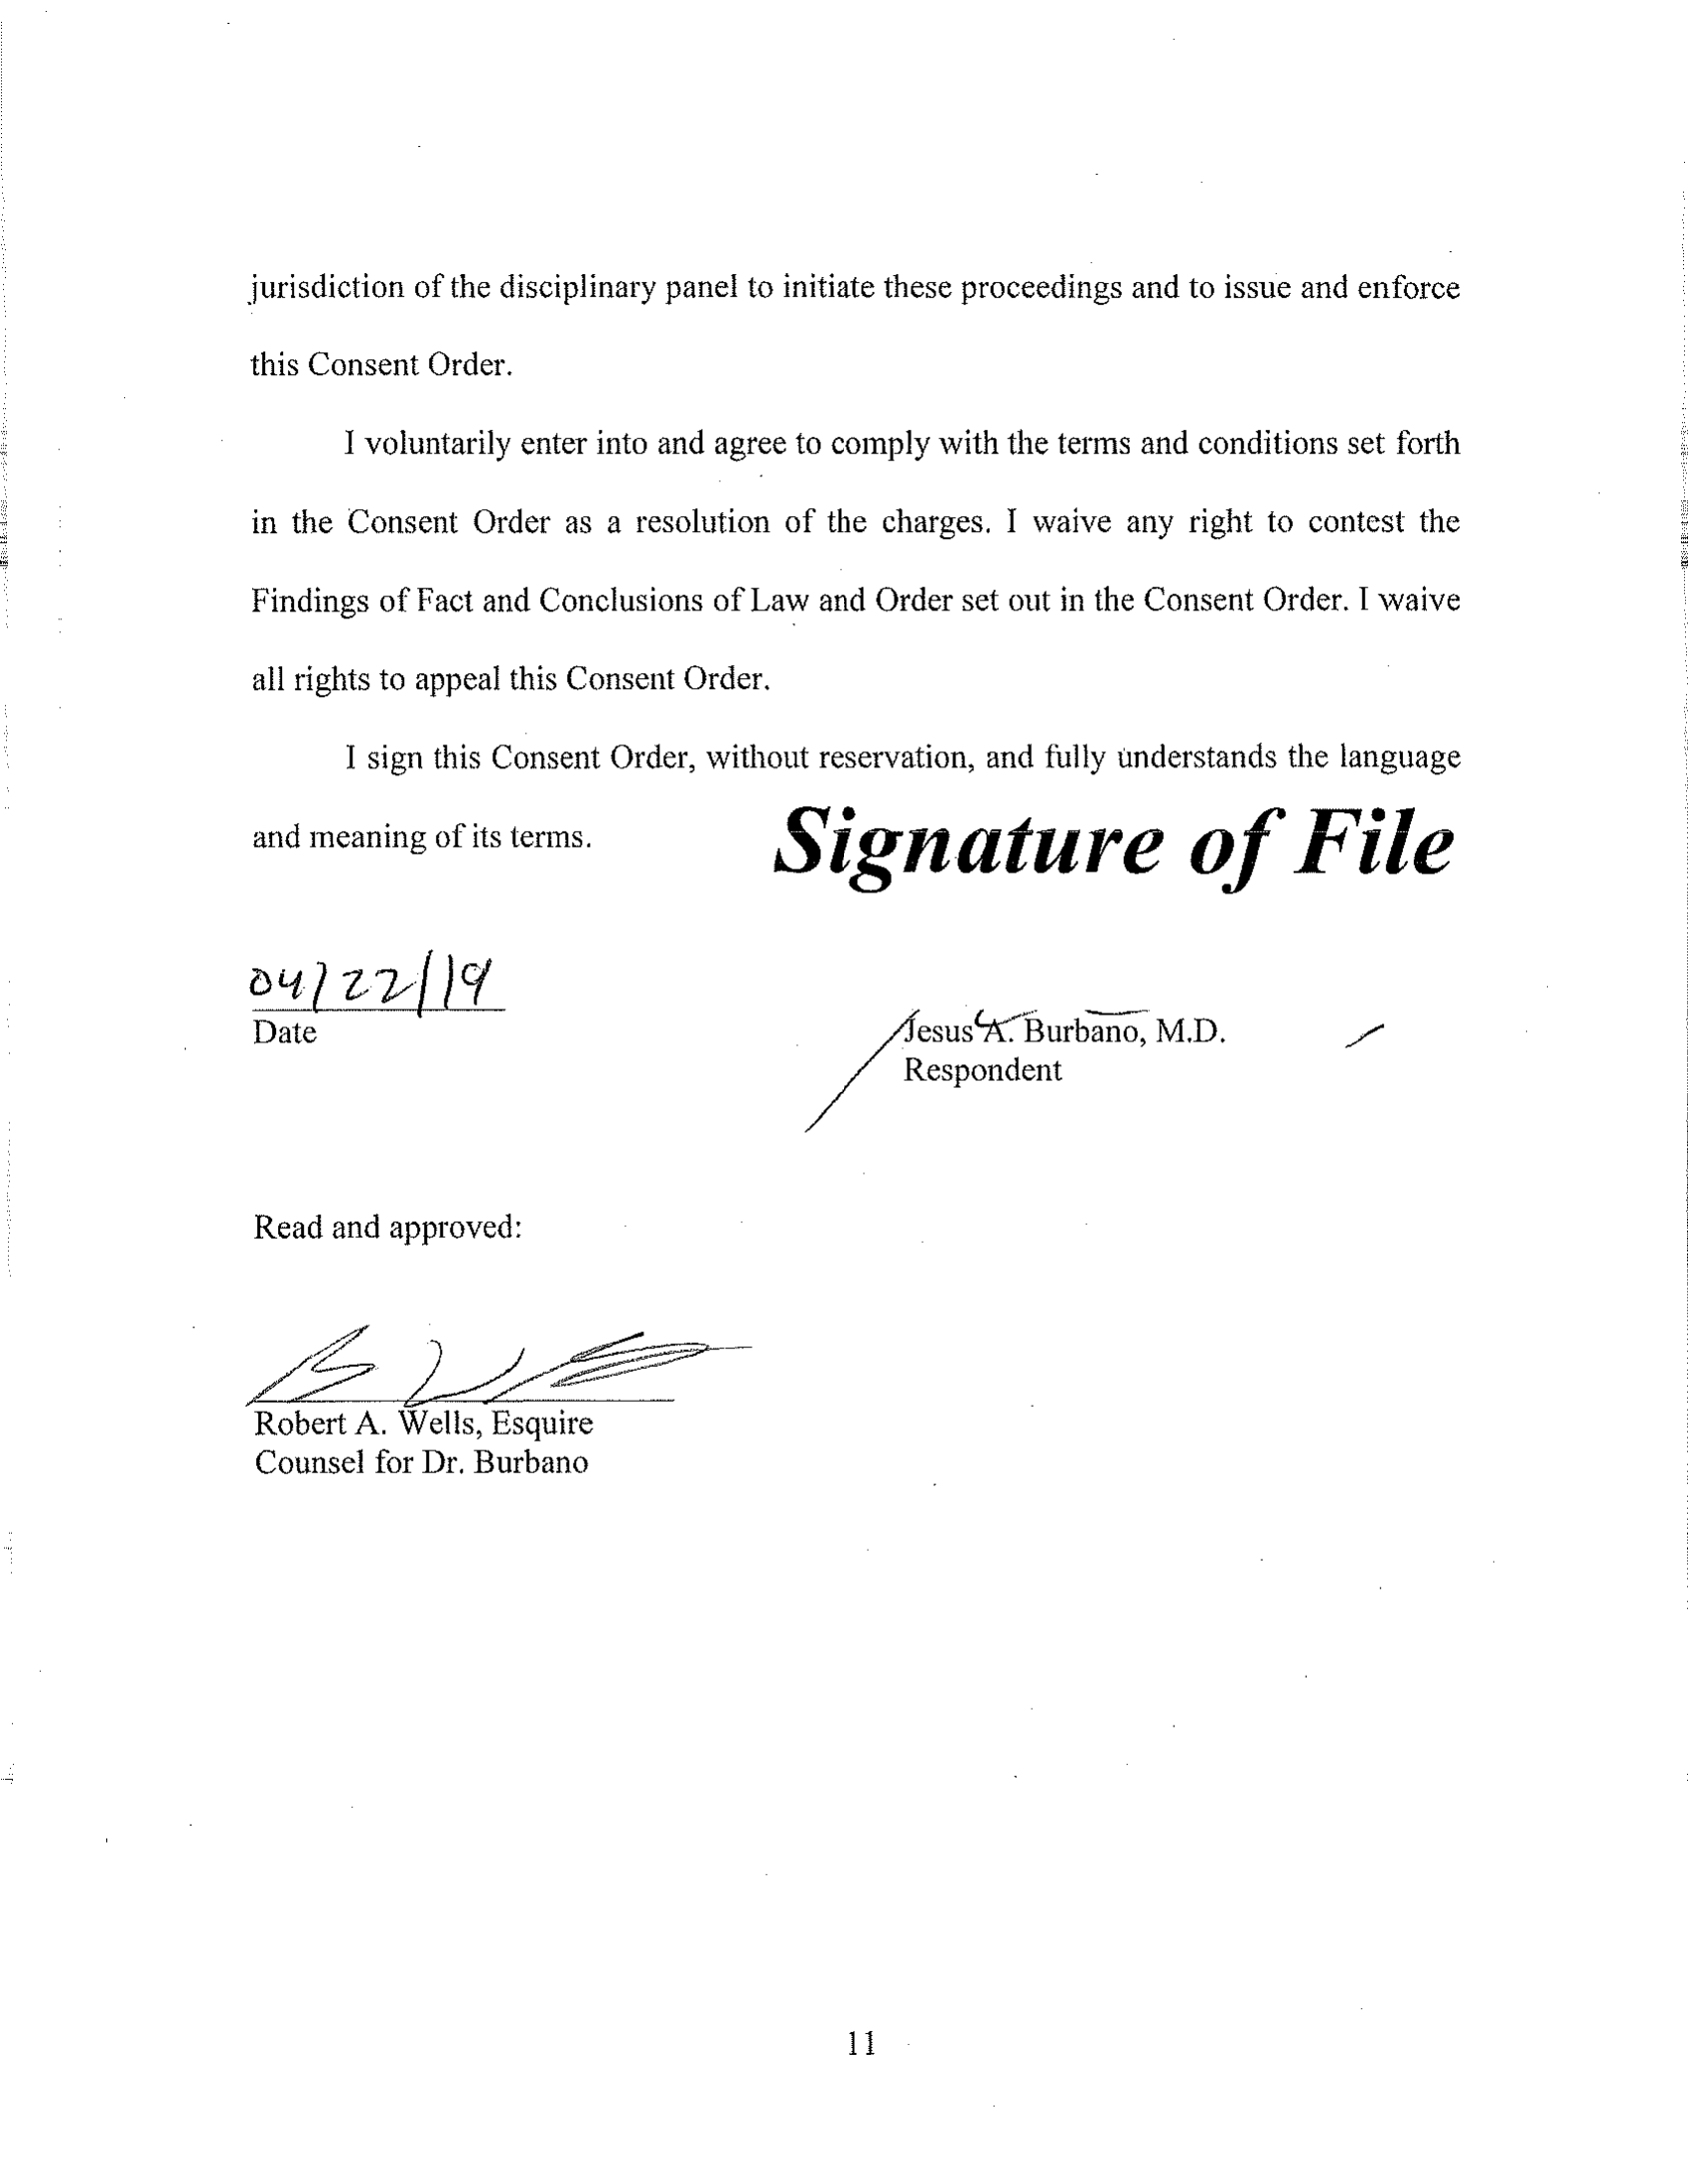 jurisdiction of the disciplinary panel to initiate these proceedings and to issue and enforce
this Consent Order.
I voluntarily enter into and agree to comply with the terms and conditions set forth
in the Consent Order as a resolution of the charges. I waive any right to contest the
Findings of Fact and Conclusions of Law and Order set out in the Consent Order. I waive
all rights to appeal this Consent Order.
I sign this Consent Order, without reservation, and fully understands the language
and meaning of its terms.
Signature of File
04/22/19
Date
Jesus A. Burbano, M.D.
Respondent
Read and approved:
Robert A. Wells, Esquire
Counsel for Dr. Burbano
11